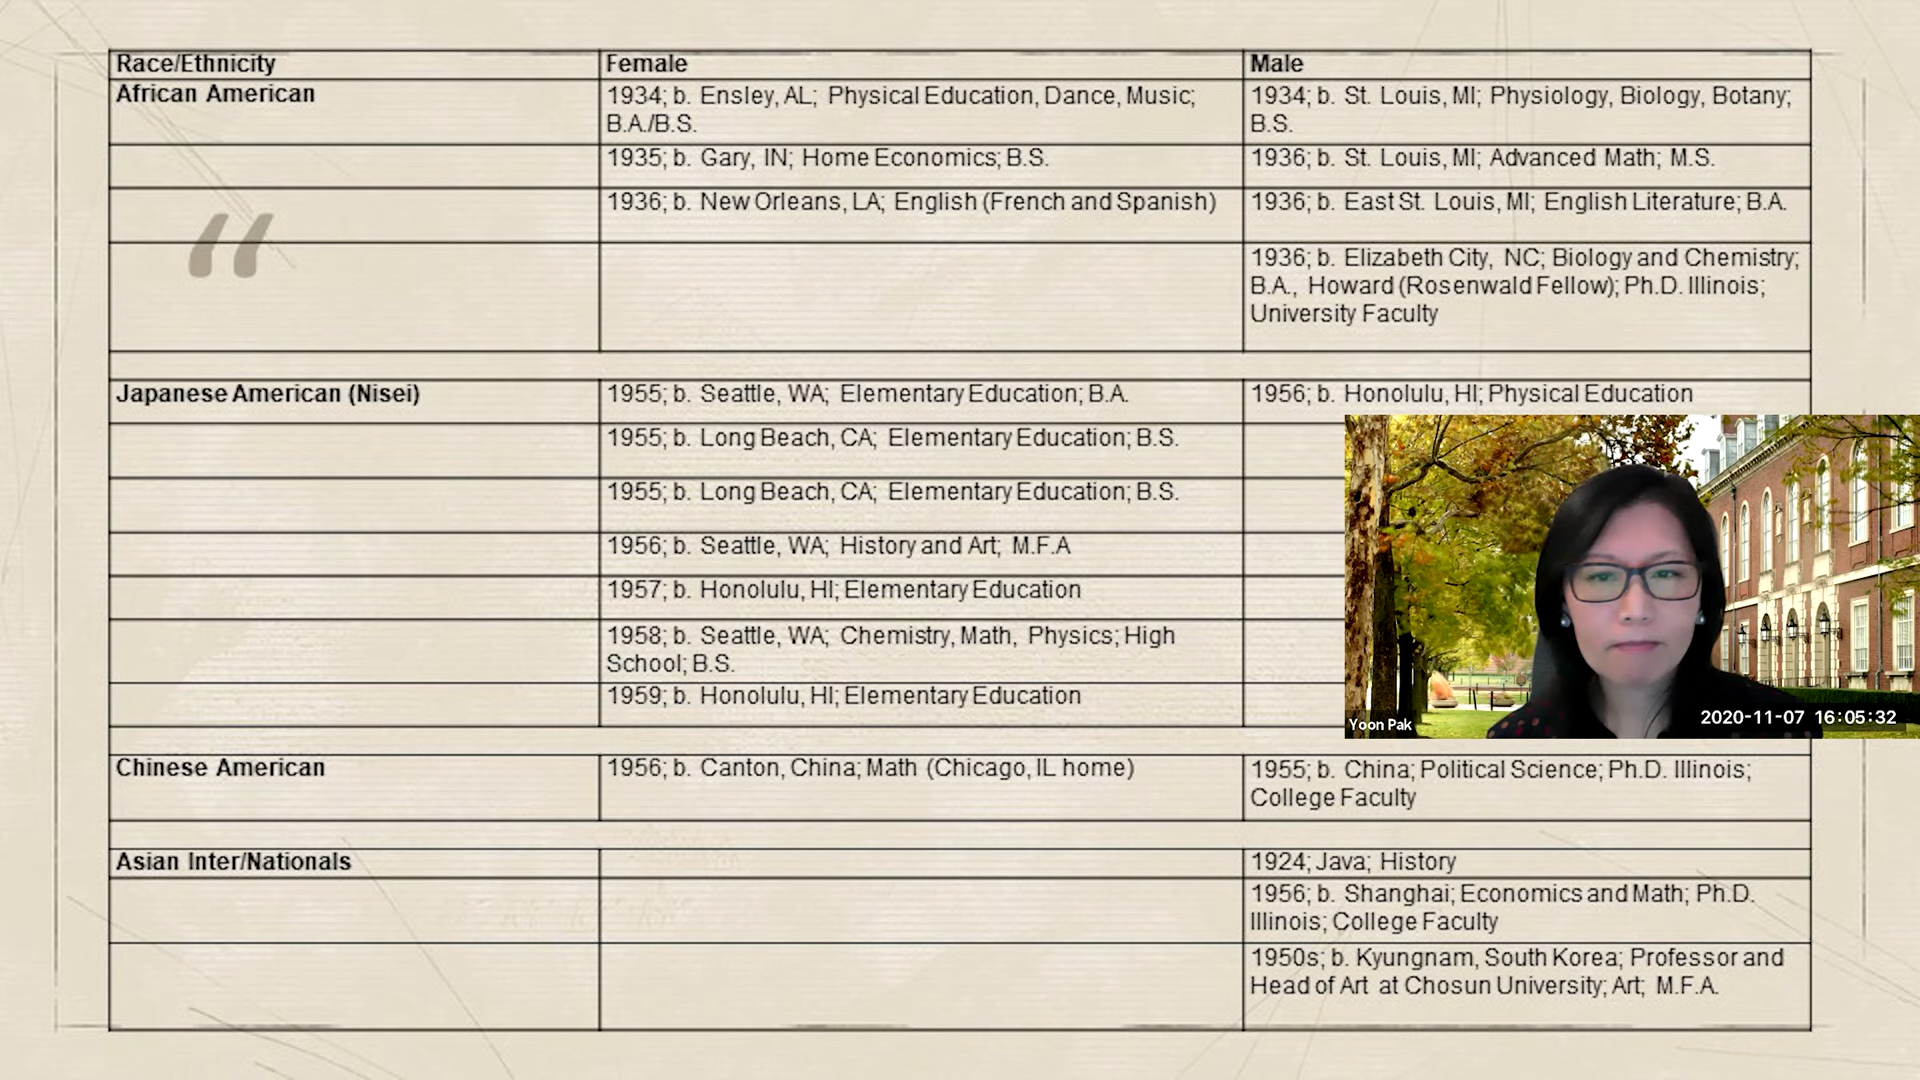 Race/Ethnicity Female Male
African American 1934; b. Ensley, AL; Physical Education, Dance, Music; 1934; b. St. Louis, MI; Physiology, Biology, Botany;
B.A./B.S. B.S.
1935; b. Gary, IN; Home Economics; B.S. 1936; b. St. Louis, MI; Advanced Math; M.S.
1936; b. New Orleans, LA; English (French and Spanish) 1936; b. East St. Louis, MI; English Literature; B.A.
“
1936; b. Elizabeth City, NC; Biology and Chemistry;
B.A., Howard (Rosenwald Fellow); Ph.D. Illinois;
University Faculty
Japanese American (Nisei) 1955; b. Seattle, WA; Elementary Education; B.A. 1956; b. Honolulu, HI; Physical Education
1955; b. Long Beach, CA; Elementary Education; B.S.
1955; b. Long Beach, CA; Elementary Education; B.S.
1956; b. Seattle, WA; History and Art; M.F.A
1957; b. Honolulu, HI; Elementary Education
1958; b. Seattle, WA; Chemistry, Math, Physics; High
School; B.S.
1959; b. Honolulu, HI; Elementary Education
Yoon Pak
2020-11-07 16:05:32
Chinese American 1956; b. Canton, China; Math (Chicago, IL home) 1955; b. China; Political Science; Ph.D. Illinois;
College Faculty
Asian Inter/Nationals 1924; Java; History
1956; b. Shanghai; Economics and Math; Ph.D.
Illinois; College Faculty
1950s; b. Kyungnam, South Korea; Professor and
Head of Art at Chosun University; Art; M.F.A.